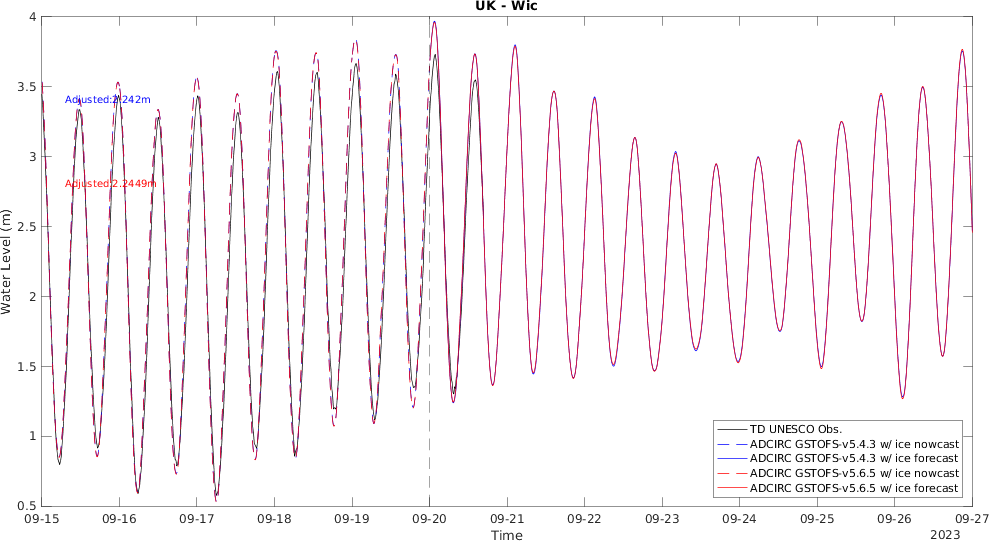 UK - Wic
4
3.5
3
2.5
2
1.5
1
0.5
Water Level (m)
Adjusted:2.242m
Adjusted:2.2449m
TD UNESCO Obs.
ADCIRC GSTOFS-v5.4.3 w/ ice nowcast
ADCIRC GSTOFS-v5.4.3 w/ ice forecast
ADCIRC GSTOFS-v5.6.5 w/ ice nowcast
ADCIRC GSTOFS-v5.6.5 w/ ice forecast
09-15 09-16 09-17 09-18 09-19 09-20 09-21 09-22 09-23 09-24 09-25 09-26 09-27
Time
2023